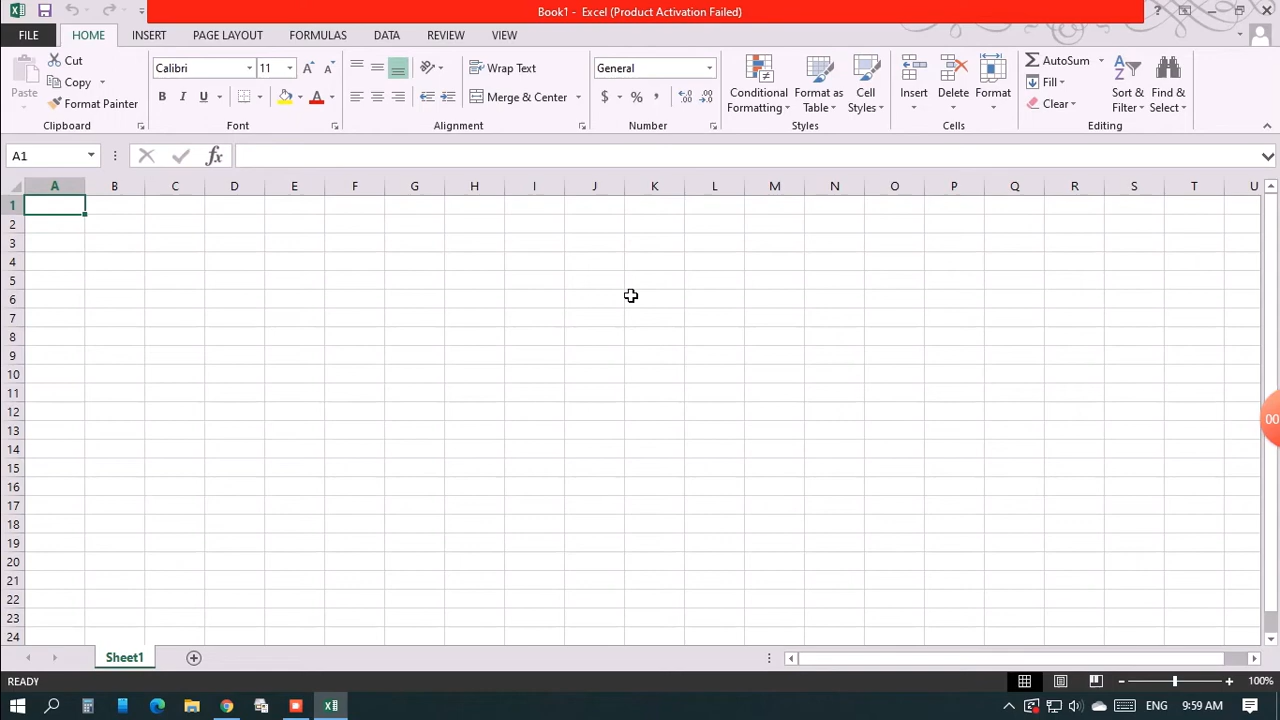 Book1 - Excel (Product Activation Failed)
FILE HOME INSERT PAGE LAYOUT FORMULAS DATA REVIEW VIEW
Paste
Cut
Copy
Format Painter
Clipboard
Calibri 11
B I U A
Font
Wrap Text
Merge & Center
Alignment
General
$ % ,
Number
Conditional Formatting
Format as Table
Cell Styles
Styles
Insert
Delete
Format
Cells
AutoSum
Fill
Clear
Sort & Filter
Find & Select
Editing
A1 fx
A B C D E F G H I J K L M N O P Q R S T U
1
2
3
4
5
6
7
8
9
10
11
12
13
14
15
16
17
18
19
20
21
22
23
24
00
Sheet1
READY 100%
ENG 9:59 AM